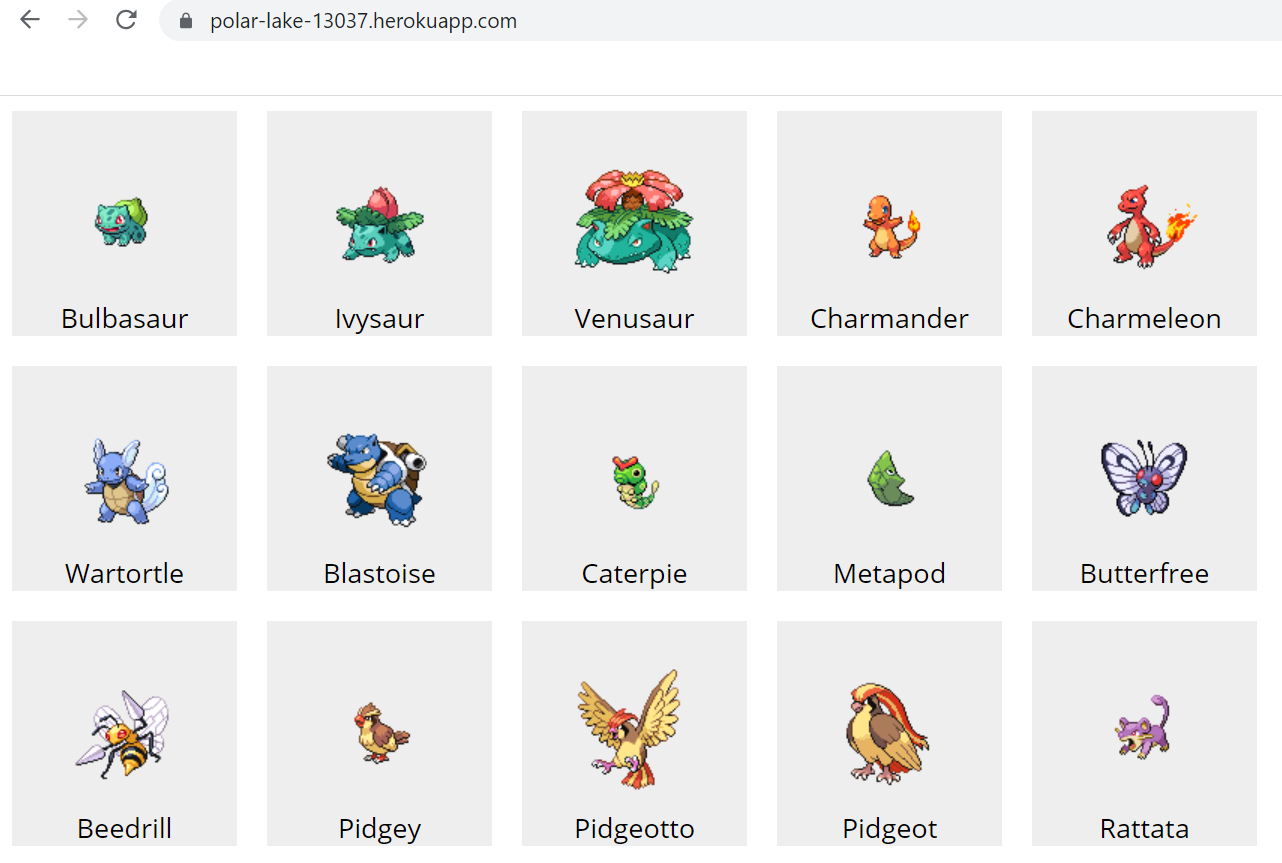 polar-lake-13037.herokuapp.com
Bulbasaur
Ivysaur
Venusaur
Charmander
Charmeleon
Wartortle
Blastoise
Caterpie
Metapod
Butterfree
Beedrill
Pidgey
Pidgeotto
Pidgeot
Rattata